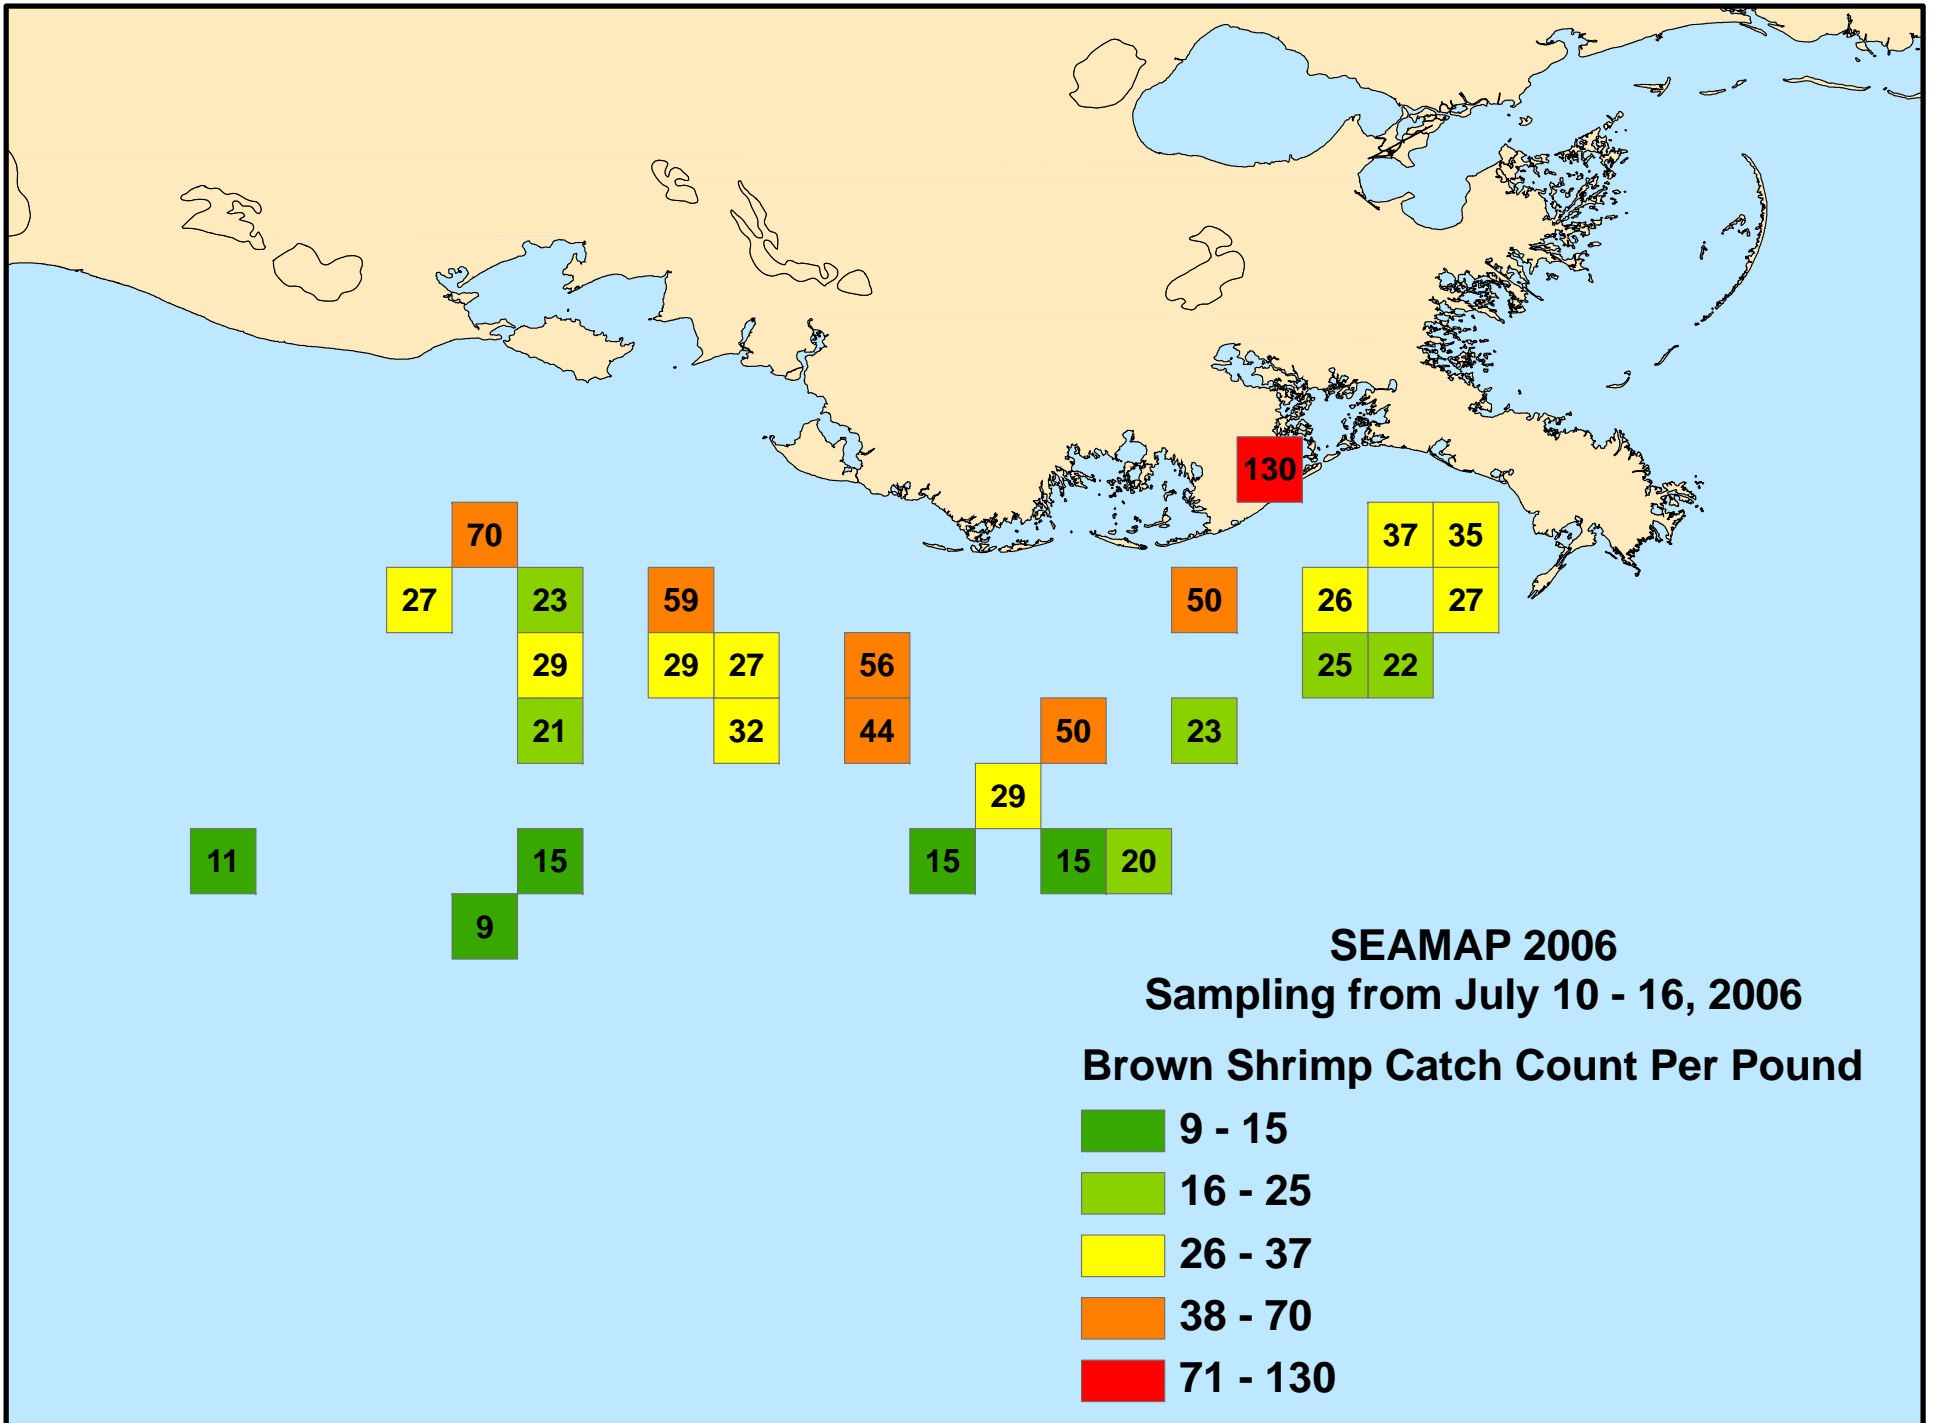 130
70
37 35
27 23 59 50 26 27
29 29 27 56 25 22
21 32 44 50 23
29
11 15 15 15 20
9
SEAMAP 2006
Sampling from July 10 - 16, 2006
Brown Shrimp Catch Count Per Pound
9 - 15
16 - 25
26 - 37
38 - 70
71 - 130